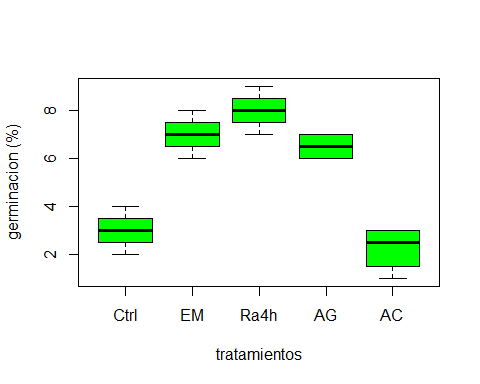 germinacion (%)
8
6
4
2
Ctrl EM Ra4h AG AC
tratamientos